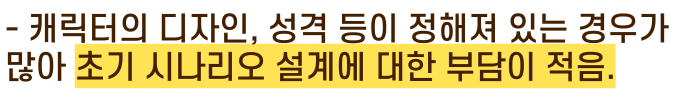 - 캐릭터의 디자인, 성격 등이 정해져 있는 경우가
많아 초기 시나리오 설계에 대한 부담이 적음.